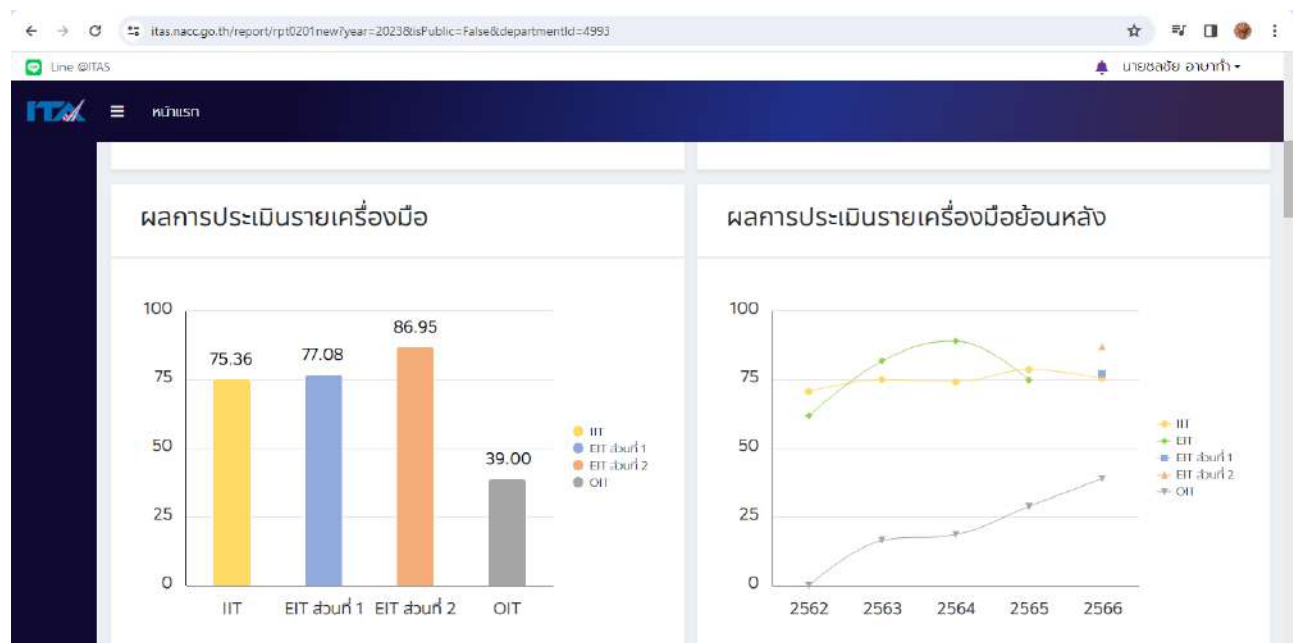 itas.nacc.go.th/report/rpt0201new?year=2023&isPublic=False&departmentId=4993
Line @ITAS
นายชลชัย อาษาทำ
ITA
หน้าแรก
ผลการประเมินรายเครื่องมือ
100
75
50
25
0
75.36
77.08
86.95
39.00
IIT
EIT ส่วนที่ 1
EIT ส่วนที่ 2
OIT
IIT
EIT ส่วนที่ 1
EIT ส่วนที่ 2
OIT
ผลการประเมินรายเครื่องมือย้อนหลัง
100
75
50
25
0
2562
2563
2564
2565
2566
IIT
EIT
EIT ส่วนที่ 1
EIT ส่วนที่ 2
OIT